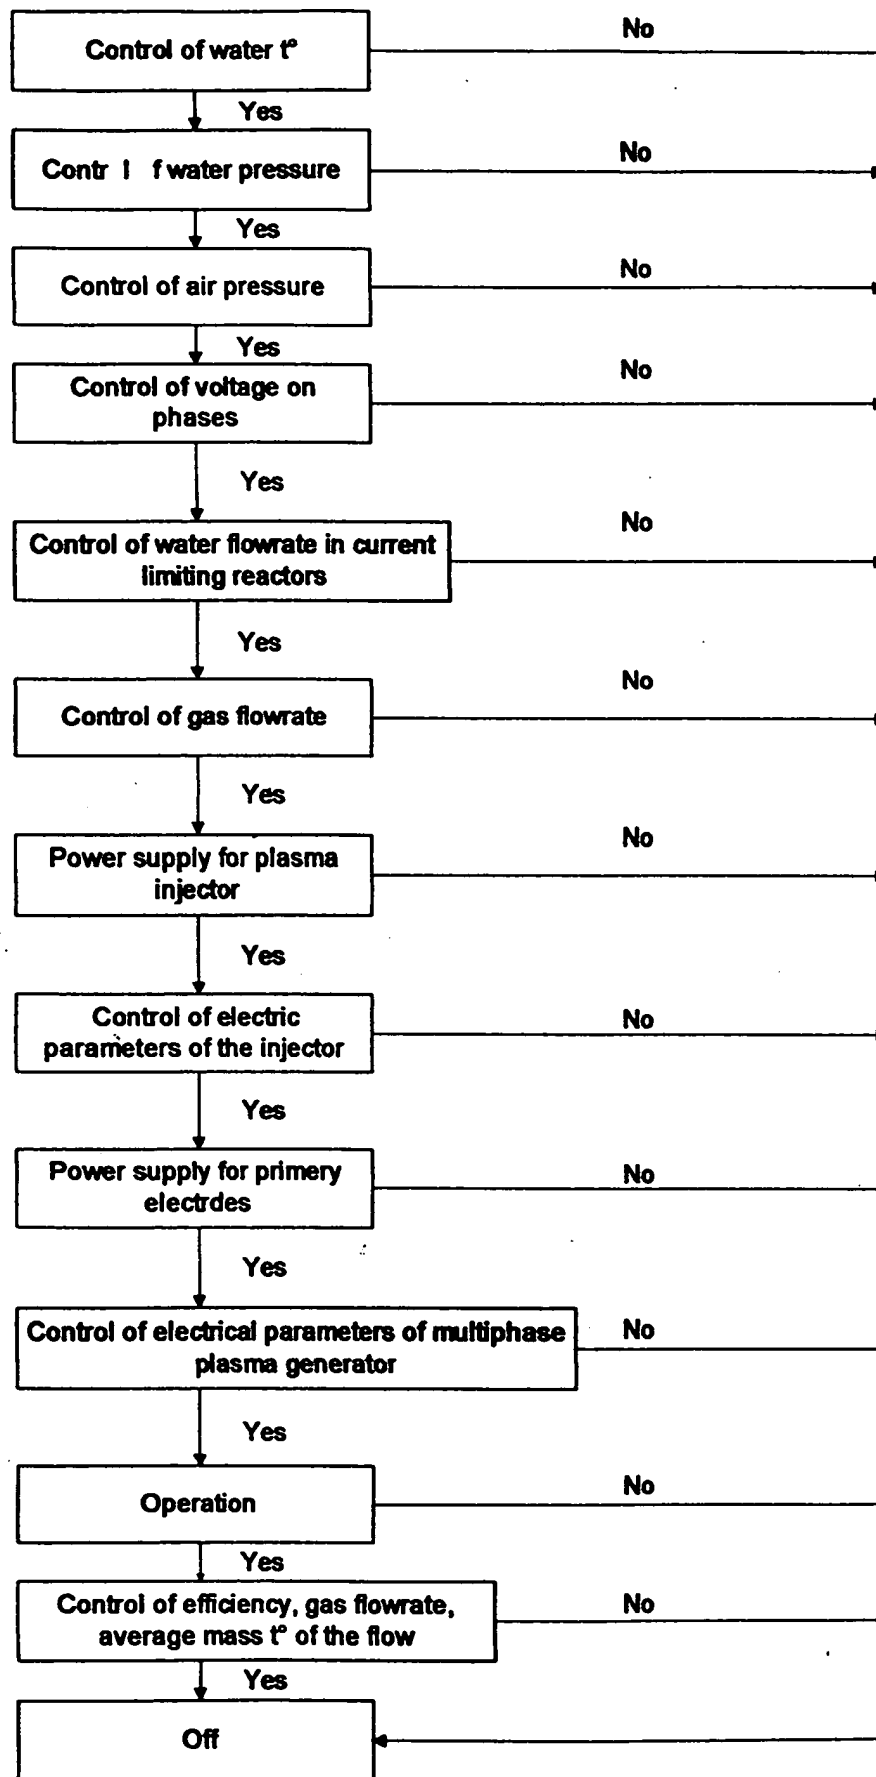 Control of water t°
No
Yes
Contr l f water pressure
No
Yes
Control of air pressure
No
Yes
Control of voltage on
phases
No
Yes
Control of water flowrate in current
limiting reactors
No
Yes
Control of gas flowrate
No
Yes
Power supply for plasma
injector
No
Yes
Control of electric
parameters of the injector
No
Yes
Power supply for primery
electrdes
No
Yes
Control of electrical parameters of multiphase
plasma generator
No
Yes
Operation
No
Yes
Control of efficiency, gas flowrate,
average mass t° of the flow
No
Yes
Off